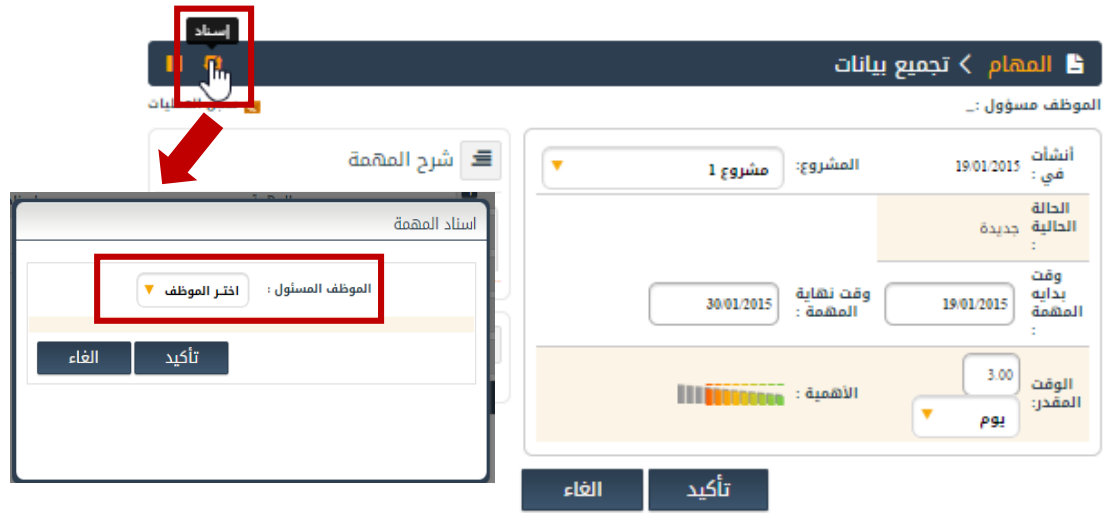 إسناد
المهام > تجميع بيانات
الموظف مسؤول :_
أنشأت في : 19/01/2015 المشروع: مشروع 1
الحالة الحالية : جديدة
وقت بدايه المهمة : 19/01/2015 وقت نهاية المهمة : 30/01/2015
الوقت المقدر: 3.00 يوم الأهمية :
تأكيد الغاء
شرح المهمة
اسناد المهمة
الموظف المسئول : اختر الموظف
تأكيد الغاء